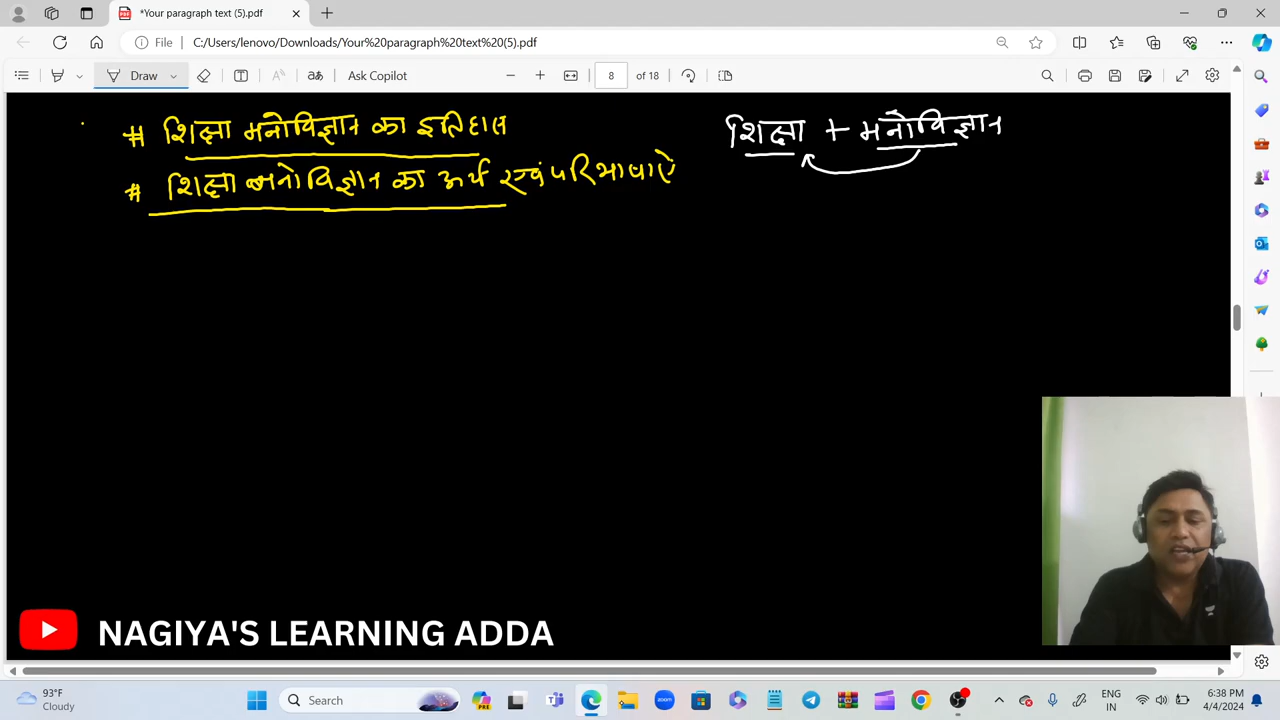 *Your paragraph text (5).pdf
File C:/Users/lenovo/Downloads/Your%20paragraph%20text%20(5).pdf
Draw Ask Copilot 8 of 18
# शिक्षा मनोविज्ञान का इतिहास
# शिक्षा मनोविज्ञान का अर्थ एवं परिभाषाऐं
शिक्षा + मनोविज्ञान
NAGIYA'S LEARNING ADDA
93°F
Cloudy
Search
PRE
ENG
IN
6:38 PM
4/4/2024